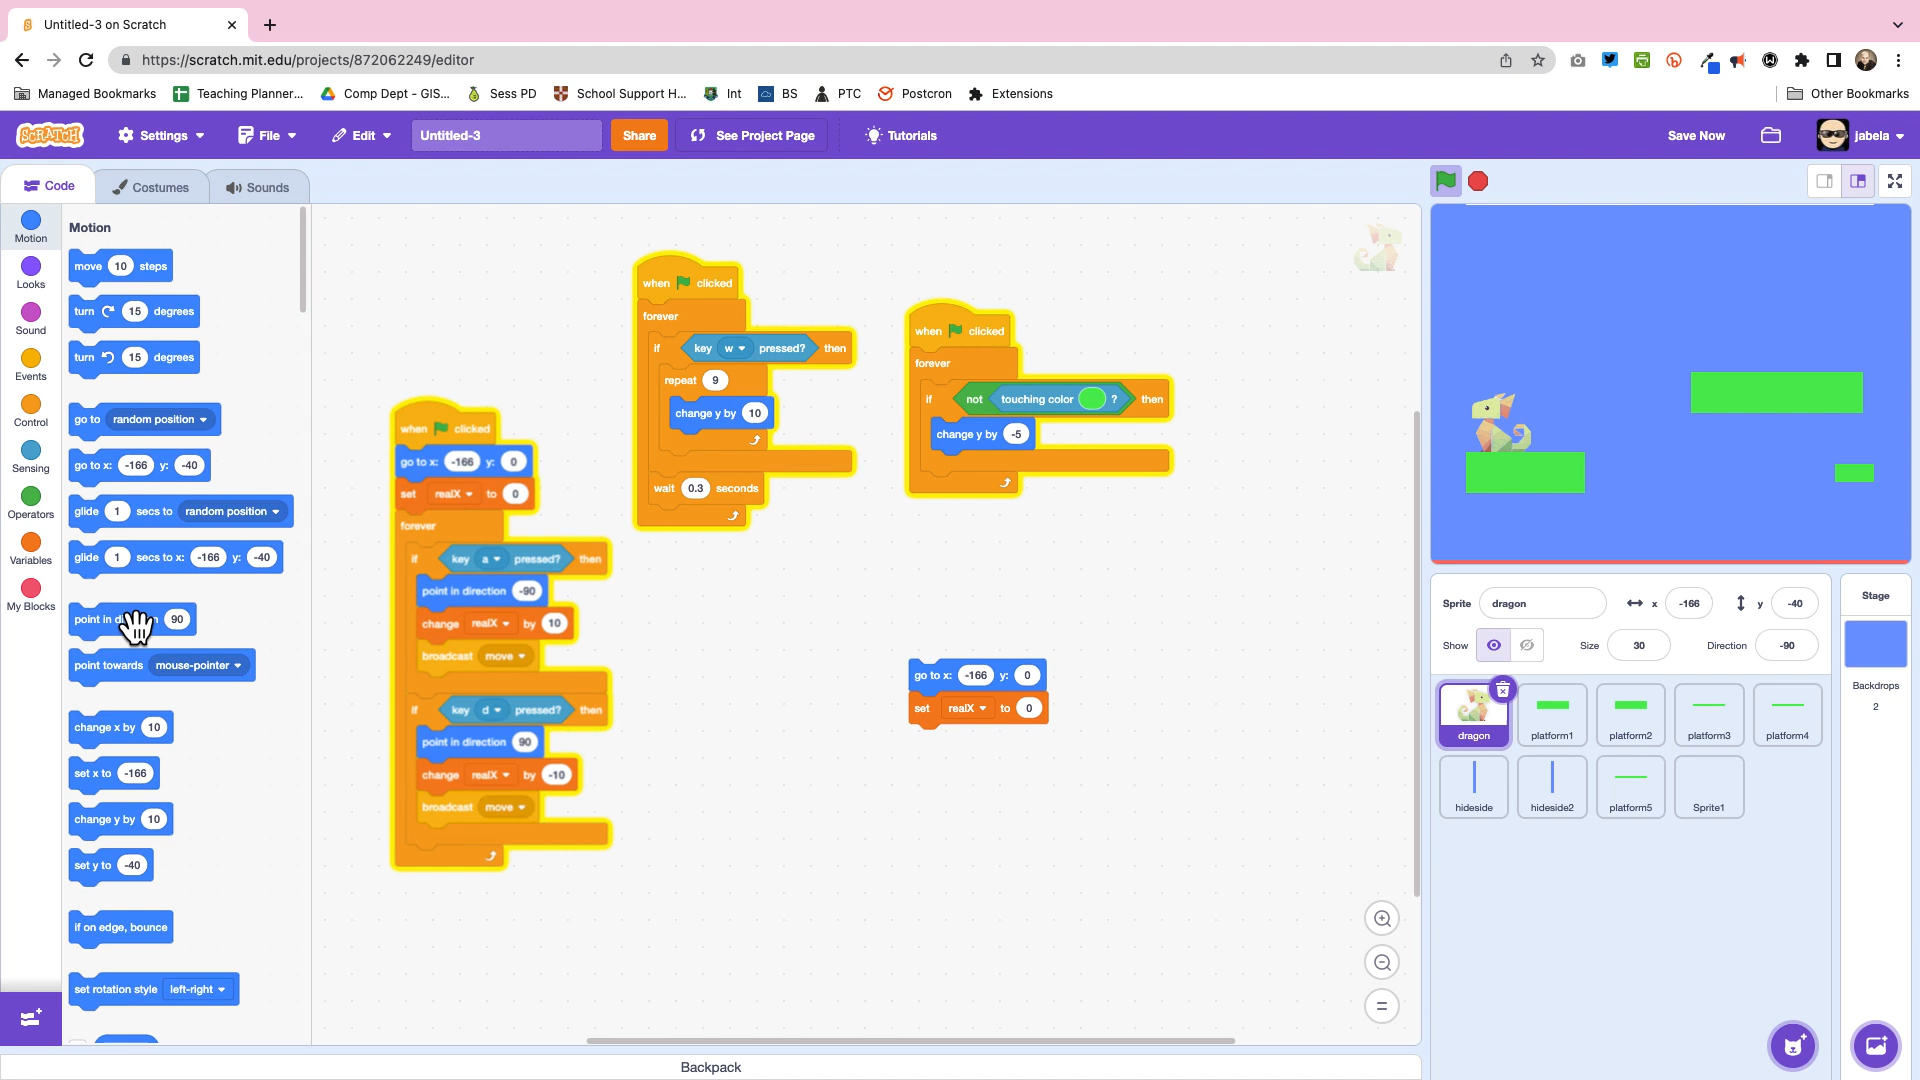 Untitled-3 on Scratch
https://scratch.mit.edu/projects/872062249/editor
Managed Bookmarks
Teaching Planner...
Comp Dept - GIS...
Sess PD
School Support H...
Int
BS
PTC
Postcron
Extensions
Other Bookmarks
SCRATCH
Settings
File
Edit
Untitled-3
Share
See Project Page
Tutorials
Save Now
jabela
Code
Costumes
Sounds
Motion
Looks
Sound
Events
Control
Sensing
Operators
Variables
My Blocks
Motion
move 10 steps
turn 15 degrees
turn 15 degrees
go to random position
go to x: -166 y: -40
glide 1 secs to random position
glide 1 secs to x: -166 y: -40
point in 90
point towards mouse-pointer
change x by 10
set x to -166
change y by 10
set y to -40
if on edge, bounce
set rotation style left-right
when clicked
go to x: -166 y: 0
set realX to 0
forever
if key a pressed? then
point in direction -90
change realX by 10
broadcast move
if key d pressed? then
point in direction 90
change realX by -10
broadcast move
when clicked
forever
if key w pressed? then
repeat 9
change y by 10
wait 0.3 seconds
when clicked
forever
if not touching color ? then
change y by -5
go to x: -166 y: 0
set realX to 0
Backpack
Sprite dragon x -166 y -40
Show Size 30 Direction -90
dragon
platform1
platform2
platform3
platform4
hideside
hideside2
platform5
Sprite1
Stage
Backdrops
2